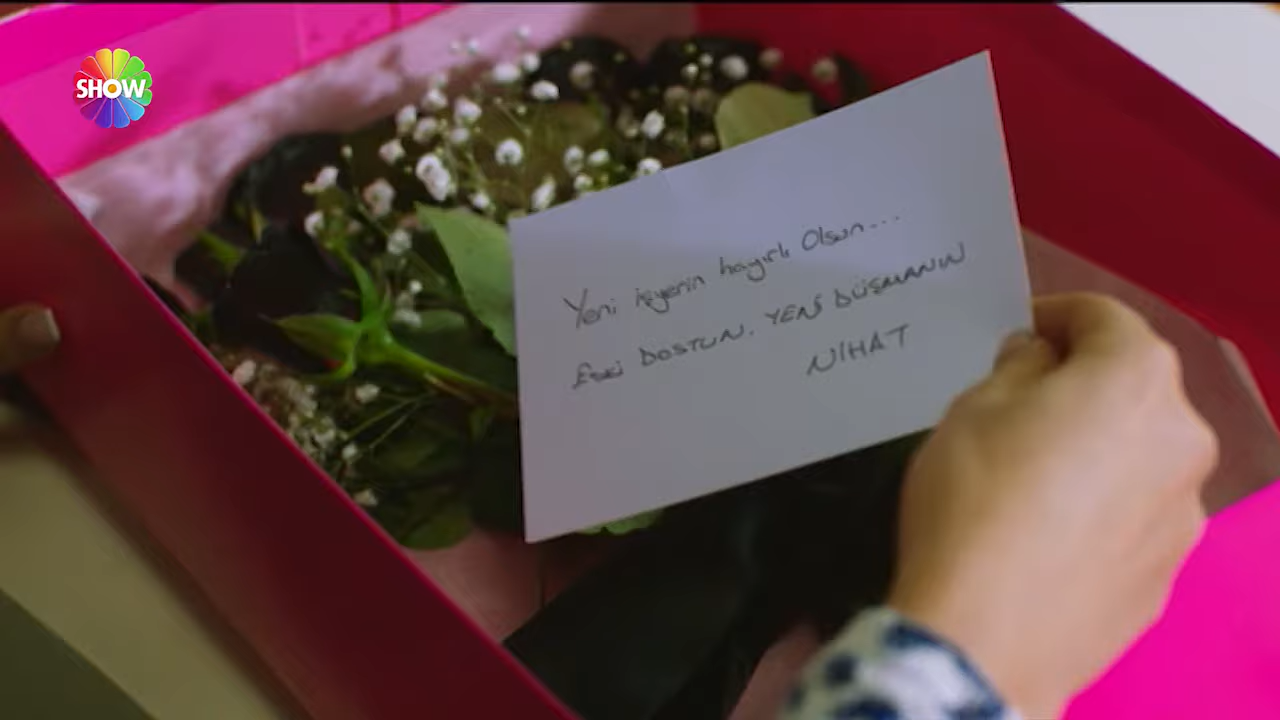 SHOW
Yeni işyerin hayırlı Olsun...
Eski DOSTUN, YENİ DÜŞMANIN
NİHAT